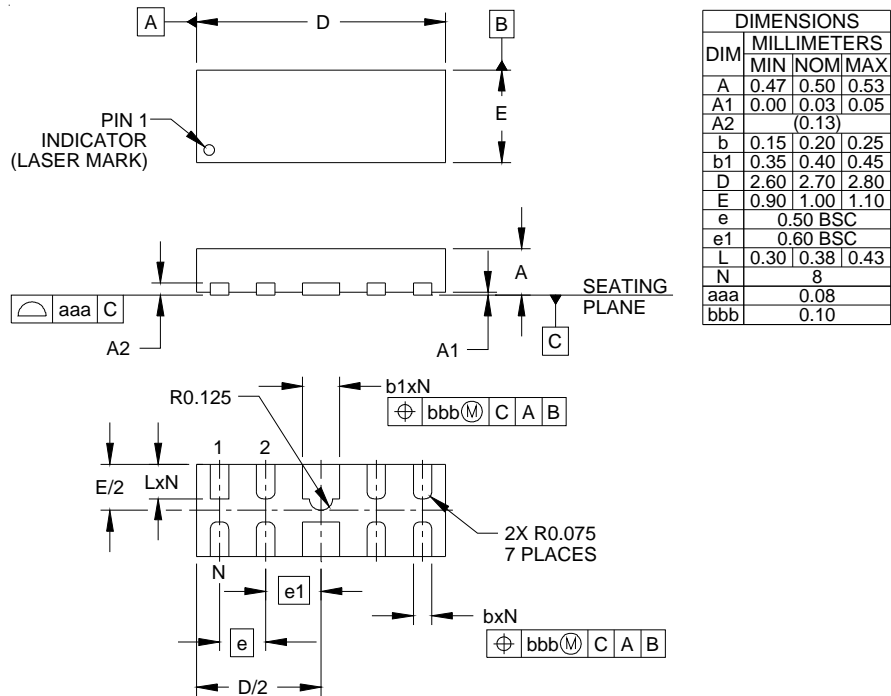 A
D
B
E
PIN 1
INDICATOR
(LASER MARK)
A
SEATING
PLANE
aaa C
A2
A1
C
R0.125
b1xN
bbb Ⓜ C A B
1 2
E/2
LxN
2X R0.075
7 PLACES
N
e1
bxN
e
bbb Ⓜ C A B
D/2
DIMENSIONS
DIM MILLIMETERS
MIN NOM MAX
A 0.47 0.50 0.53
A1 0.00 0.03 0.05
A2 (0.13)
b 0.15 0.20 0.25
b1 0.35 0.40 0.45
D 2.60 2.70 2.80
E 0.90 1.00 1.10
e 0.50 BSC
e1 0.60 BSC
L 0.30 0.38 0.43
N 8
aaa 0.08
bbb 0.10